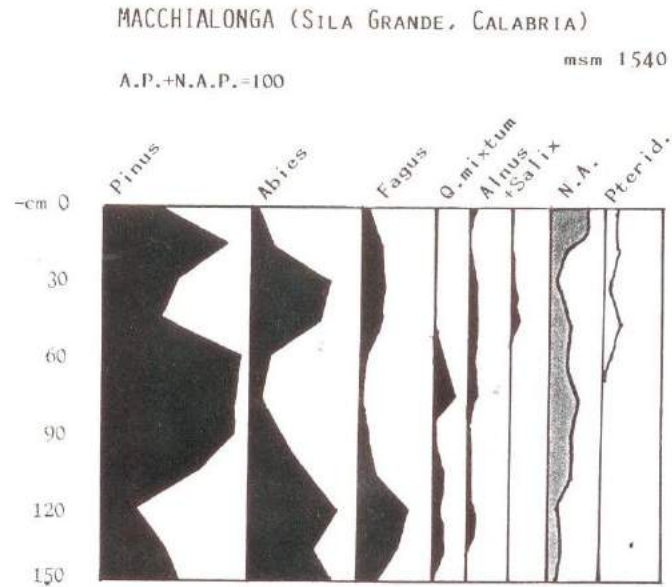 MACCHIALONGA (SILA GRANDE, CALABRIA)
msm 1540
A.P.+N.A.P.=100
Pinus
Abies
Fagus
Q.mixtum
Alnus
+Salix
N.A.
Pterid.
-cm 0
30
60
90
120
150